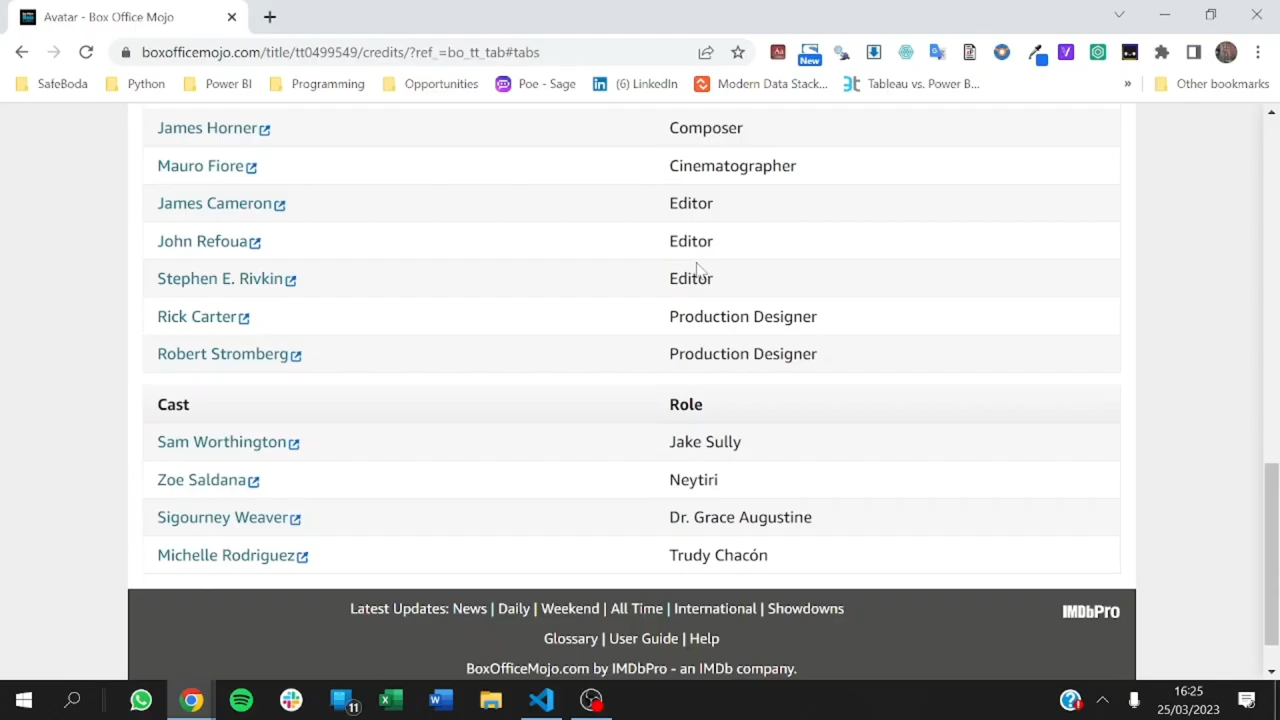 Avatar - Box Office Mojo
boxofficemojo.com/title/tt0499549/credits/?ref_=bo_tt_tab#tabs
New
SafeBoda Python Power BI Programming Opportunities Poe - Sage (6) LinkedIn Modern Data Stack... Tableau vs. Power B... » Other bookmarks
James Horner Composer
Mauro Fiore Cinematographer
James Cameron Editor
John Refoua Editor
Stephen E. Rivkin Editor
Rick Carter Production Designer
Robert Stromberg Production Designer
Cast Role
Sam Worthington Jake Sully
Zoe Saldana Neytiri
Sigourney Weaver Dr. Grace Augustine
Michelle Rodriguez Trudy Chacón
Latest Updates: News | Daily | Weekend | All Time | International | Showdowns
IMDbPro
Glossary | User Guide | Help
BoxOfficeMojo.com by IMDbPro - an IMDb company.
11
16:25
25/03/2023